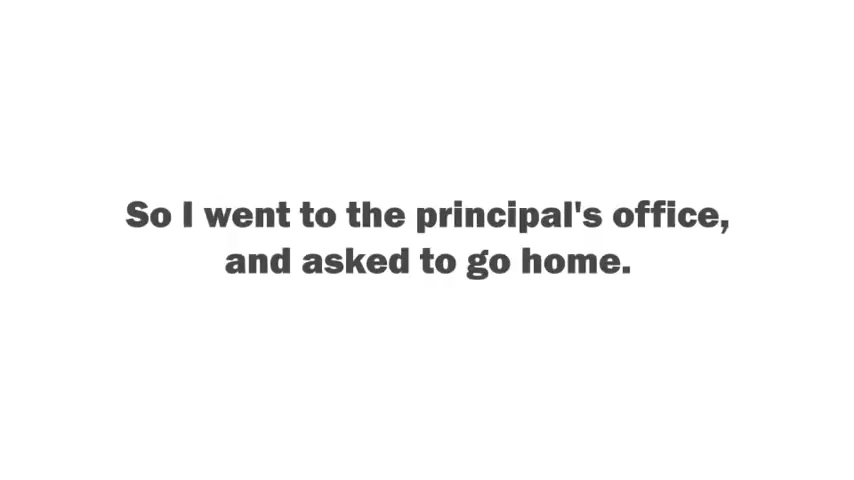 So I went to the principal's office,
and asked to go home.